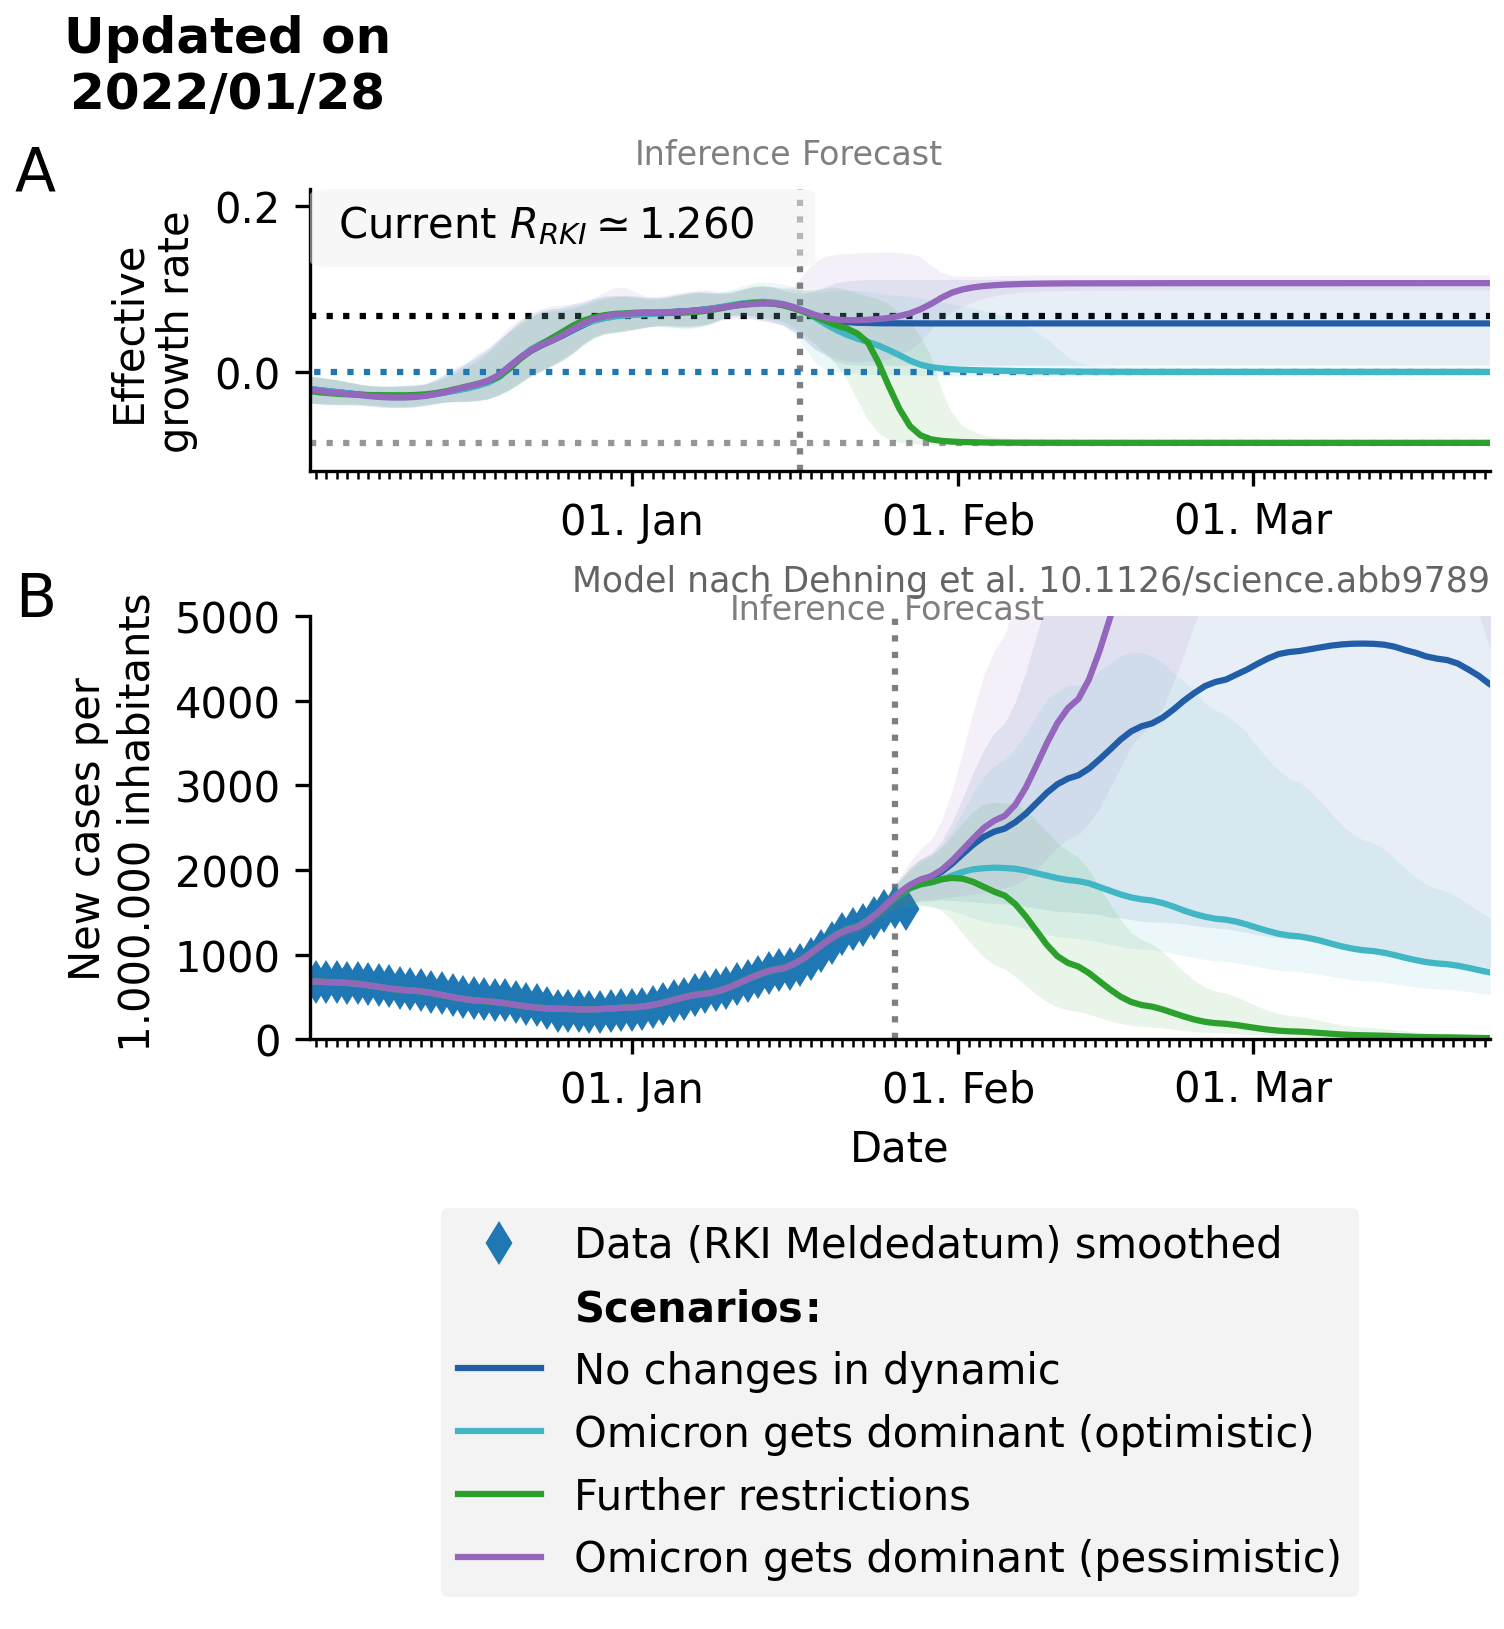 Updated on
2022/01/28
A
Inference Forecast
Current R_RKI ≃ 1.260
Effective
growth rate
0.2
0.0
01. Jan
01. Feb
01. Mar
B
Model nach Dehning et al. 10.1126/science.abb9789
Inference Forecast
New cases per
1.000.000 inhabitants
5000
4000
3000
2000
1000
0
01. Jan
01. Feb
01. Mar
Date
Data (RKI Meldedatum) smoothed
Scenarios:
No changes in dynamic
Omicron gets dominant (optimistic)
Further restrictions
Omicron gets dominant (pessimistic)